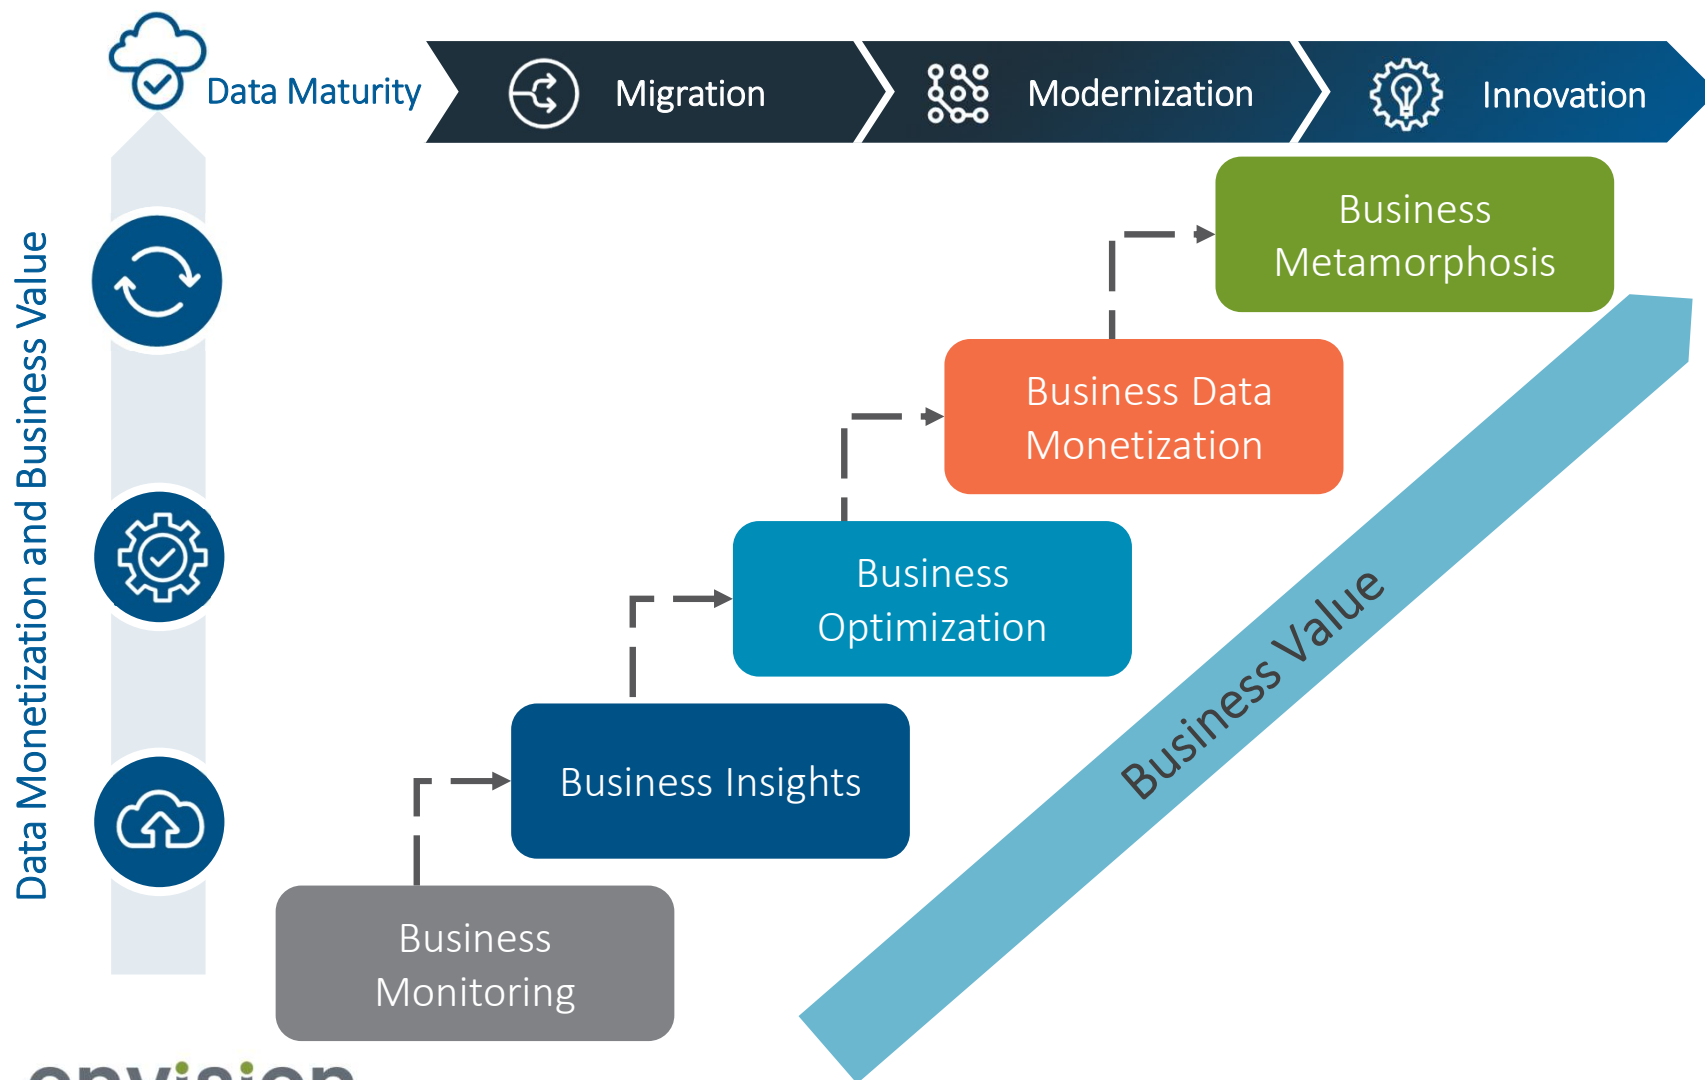 Data Maturity
Migration
Modernization
Innovation
Data Monetization and Business Value
Business
Metamorphosis
Business Data
Monetization
Business
Optimization
Business Insights
Business
Monitoring
Business Value
envision